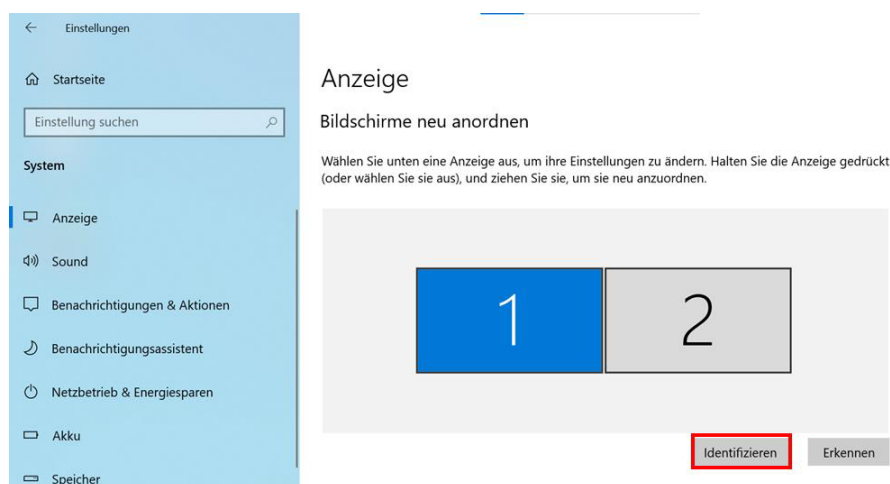 Einstellungen
Startseite
Einstellung suchen
System
Anzeige
Sound
Benachrichtigungen & Aktionen
Benachrichtigungsassistent
Netzbetrieb & Energiesparen
Akku
Speicher
Anzeige
Bildschirme neu anordnen
Wählen Sie unten eine Anzeige aus, um ihre Einstellungen zu ändern. Halten Sie die Anzeige gedrückt
(oder wählen Sie sie aus), und ziehen Sie sie, um sie neu anzuordnen.
1 2
Identifizieren Erkennen